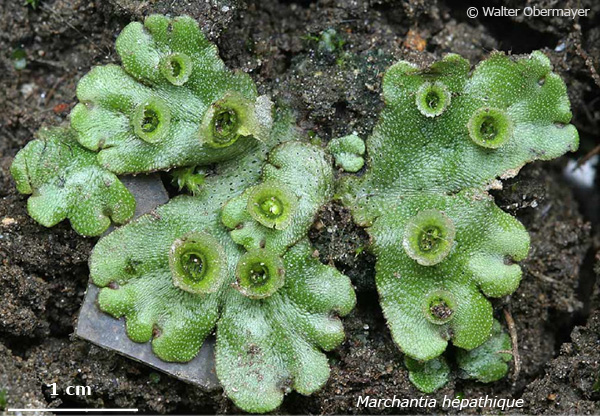 © Walter Obermayer
1 cm
Marchantia hépathique